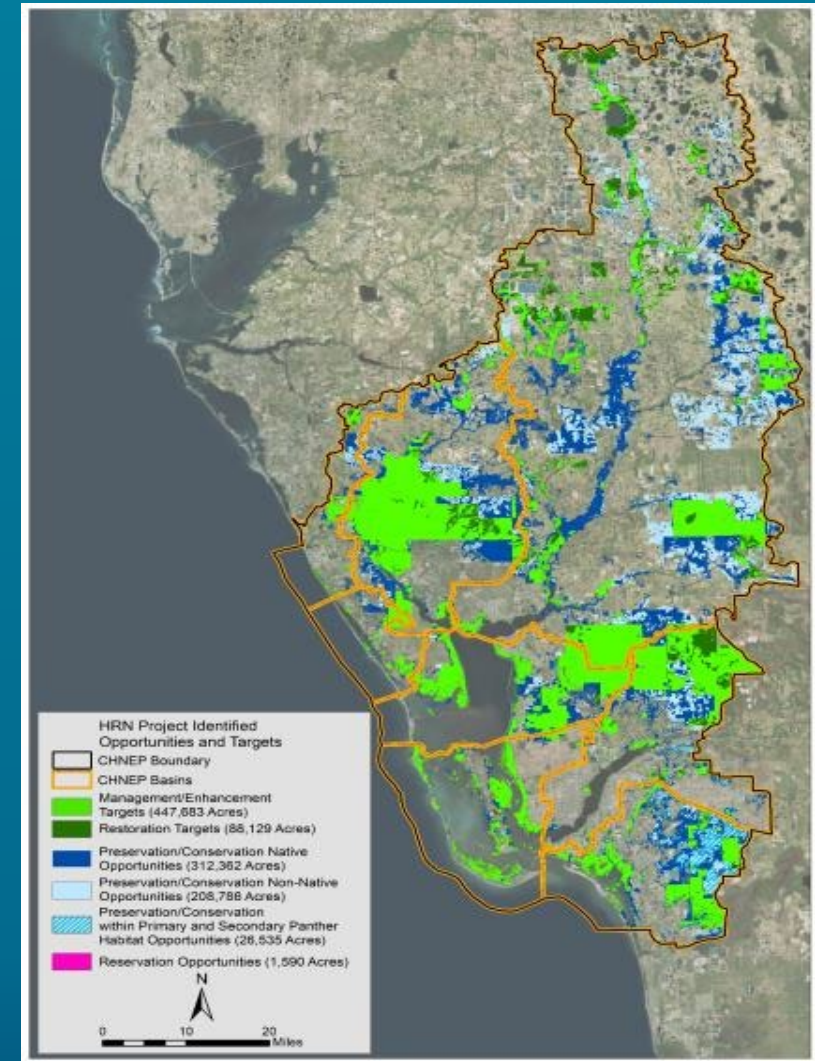 HRN Project Identified
Opportunities and Targets
CHNEP Boundary
CHNEP Basins
Management/Enhancement
Targets (447,683 Acres)
Restoration Targets (88,129 Acres)
Preservation/Conservation Native
Opportunities (312,362 Acres)
Preservation/Conservation Non-Native
Opportunities (208,786 Acres)
Preservation/Conservation
within Primary and Secondary Panther
Habitat Opportunities (26,535 Acres)
Reservation Opportunities (1,590 Acres)
N
0 10 20
Miles